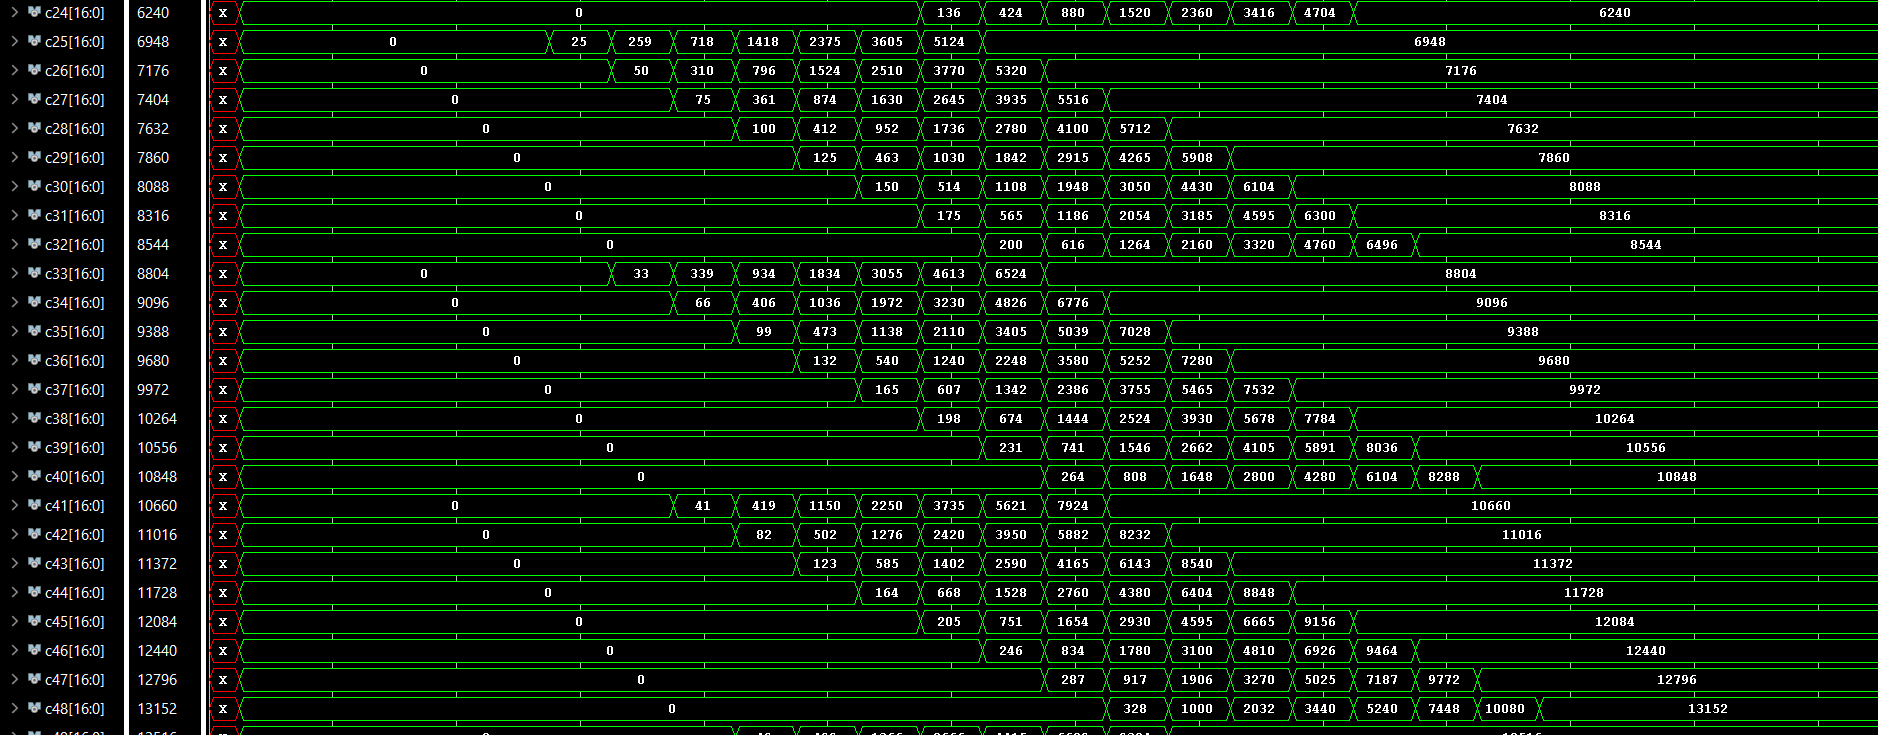 c24[16:0] 6240 X 0 136 424 880 1520 2360 3416 4704 6240
c25[16:0] 6948 X 0 25 259 718 1418 2375 3605 5124 6948
c26[16:0] 7176 X 0 50 310 796 1524 2510 3770 5320 7176
c27[16:0] 7404 X 0 75 361 874 1630 2645 3935 5516 7404
c28[16:0] 7632 X 0 100 412 952 1736 2780 4100 5712 7632
c29[16:0] 7860 X 0 125 463 1030 1842 2915 4265 5908 7860
c30[16:0] 8088 X 0 150 514 1108 1948 3050 4430 6104 8088
c31[16:0] 8316 X 0 175 565 1186 2054 3185 4595 6300 8316
c32[16:0] 8544 X 0 200 616 1264 2160 3320 4760 6496 8544
c33[16:0] 8804 X 0 33 339 934 1834 3055 4613 6524 8804
c34[16:0] 9096 X 0 66 406 1036 1972 3230 4826 6776 9096
c35[16:0] 9388 X 0 99 473 1138 2110 3405 5039 7028 9388
c36[16:0] 9680 X 0 132 540 1240 2248 3580 5252 7280 9680
c37[16:0] 9972 X 0 165 607 1342 2386 3755 5465 7532 9972
c38[16:0] 10264 X 0 198 674 1444 2524 3930 5678 7784 10264
c39[16:0] 10556 X 0 231 741 1546 2662 4105 5891 8036 10556
c40[16:0] 10848 X 0 264 808 1648 2800 4280 6104 8288 10848
c41[16:0] 10660 X 0 41 419 1150 2250 3735 5621 7924 10660
c42[16:0] 11016 X 0 82 502 1276 2420 3950 5882 8232 11016
c43[16:0] 11372 X 0 123 585 1402 2590 4165 6143 8540 11372
c44[16:0] 11728 X 0 164 668 1528 2760 4380 6404 8848 11728
c45[16:0] 12084 X 0 205 751 1654 2930 4595 6665 9156 12084
c46[16:0] 12440 X 0 246 834 1780 3100 4810 6926 9464 12440
c47[16:0] 12796 X 0 287 917 1906 3270 5025 7187 9772 12796
c48[16:0] 13152 X 0 328 1000 2032 3440 5240 7448 10080 13152